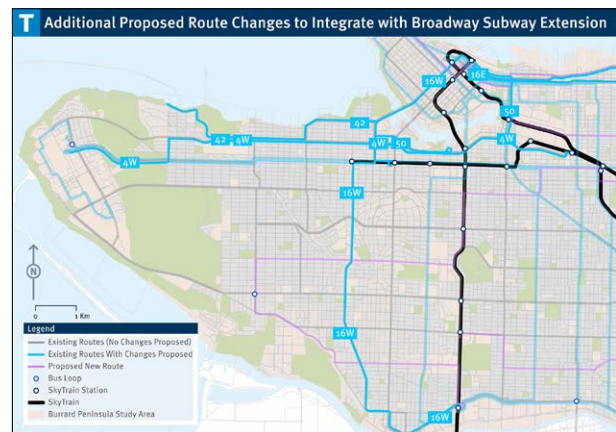 T Additional Proposed Route Changes to Integrate with Broadway Subway Extension
16W
16E
50
42
42
4W
4W
50
4W
4W
16W
16W
16W
N
0 1 Km
Legend
Existing Routes (No Changes Proposed)
Existing Routes With Changes Proposed
Proposed New Route
Bus Loop
SkyTrain Station
SkyTrain
Burrard Peninsula Study Area